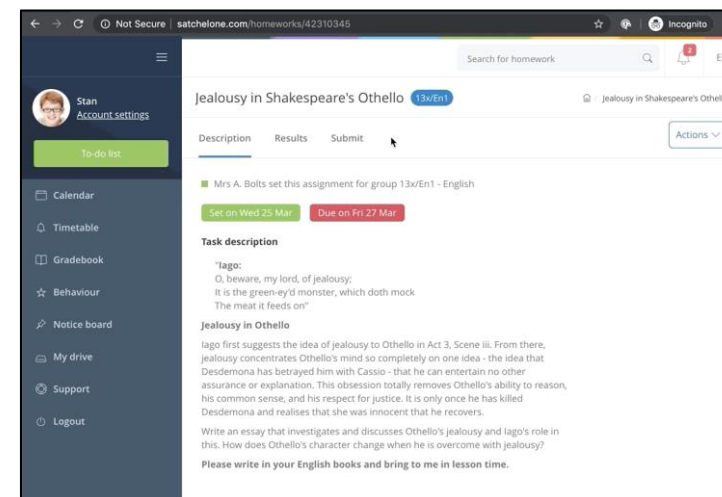 Not Secure | satchelone.com/homeworks/42310345
Incognito
Search for homework
2
E
Stan
Account settings
To-do list
Calendar
Timetable
Gradebook
Behaviour
Notice board
My drive
Support
Logout
Jealousy in Shakespeare's Othello 13x/En1
/ Jealousy in Shakespeare's Othell
Description Results Submit
Actions
Mrs A. Bolts set this assignment for group 13x/En1 - English
Set on Wed 25 Mar Due on Fri 27 Mar
Task description
"Iago:
O, beware, my lord, of jealousy;
It is the green-ey'd monster, which doth mock
The meat it feeds on"
Jealousy in Othello
Iago first suggests the idea of jealousy to Othello in Act 3, Scene iii. From there,
jealousy concentrates Othello's mind so completely on one idea - the idea that
Desdemona has betrayed him with Cassio - that he can entertain no other
assurance or explanation. This obsession totally removes Othello's ability to reason,
his common sense, and his respect for justice. It is only once he has killed
Desdemona and realises that she was innocent that he recovers.
Write an essay that investigates and discusses Othello's jealousy and Iago's role in
this. How does Othello's character change when he is overcome with jealousy?
Please write in your English books and bring to me in lesson time.